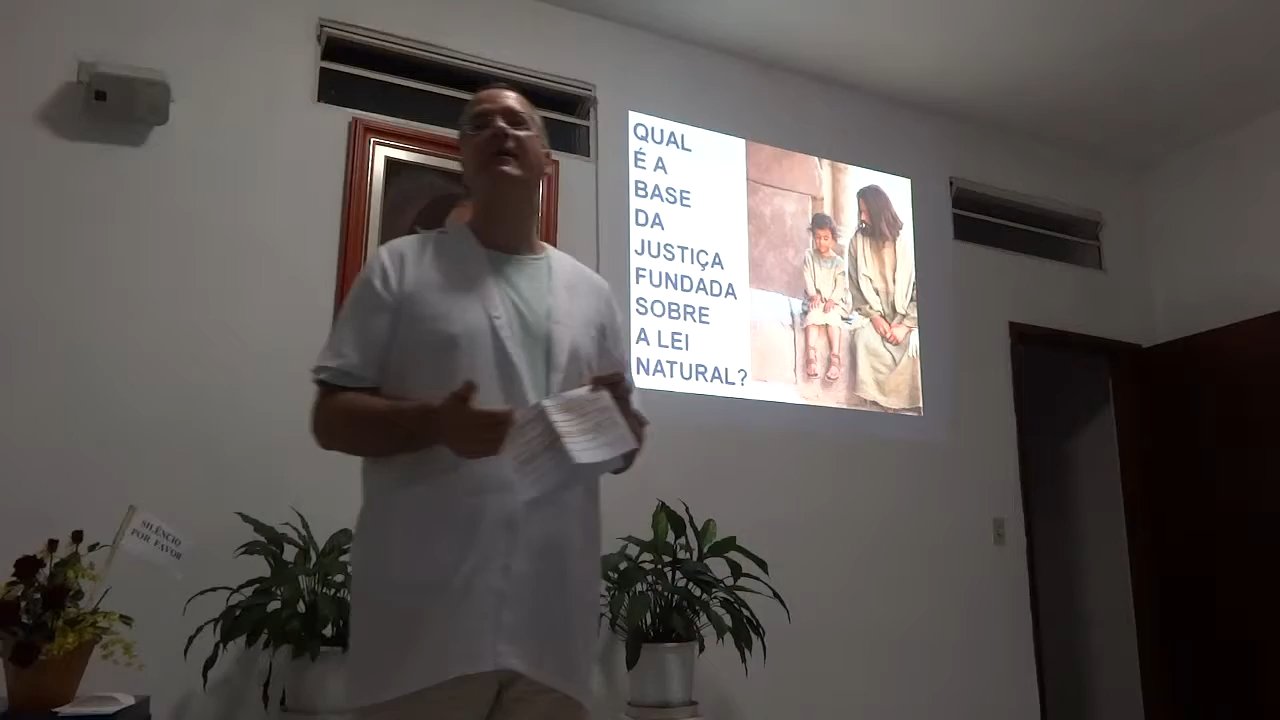 QUAL
É A
BASE
DA
JUSTIÇA
FUNDADA
SOBRE
A LEI
NATURAL?
SILÊNCIO
POR FAVOR